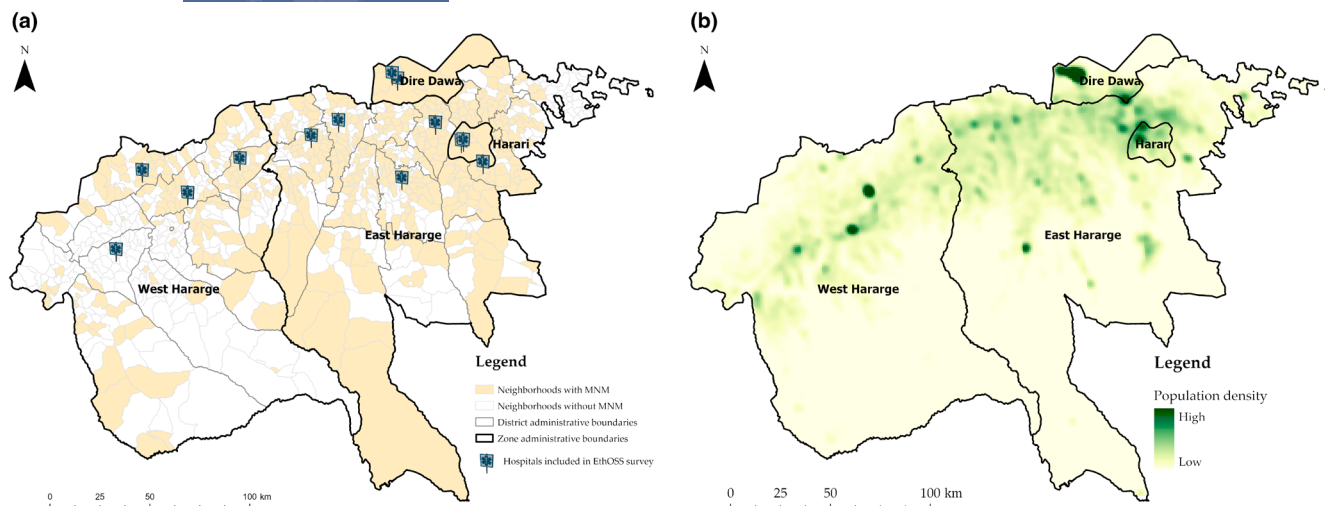 (a)
N
Dire Dawa
Harari
East Hararge
West Hararge
Legend
Neighborhoods with MNM
Neighborhoods without MNM
District administrative boundaries
Zone administrative boundaries
Hospitals included in EthOSS survey
0 25 50 100 km
(b)
N
Dire Dawa
Harar
East Hararge
West Hararge
Legend
Population density
High
Low
0 25 50 100 km